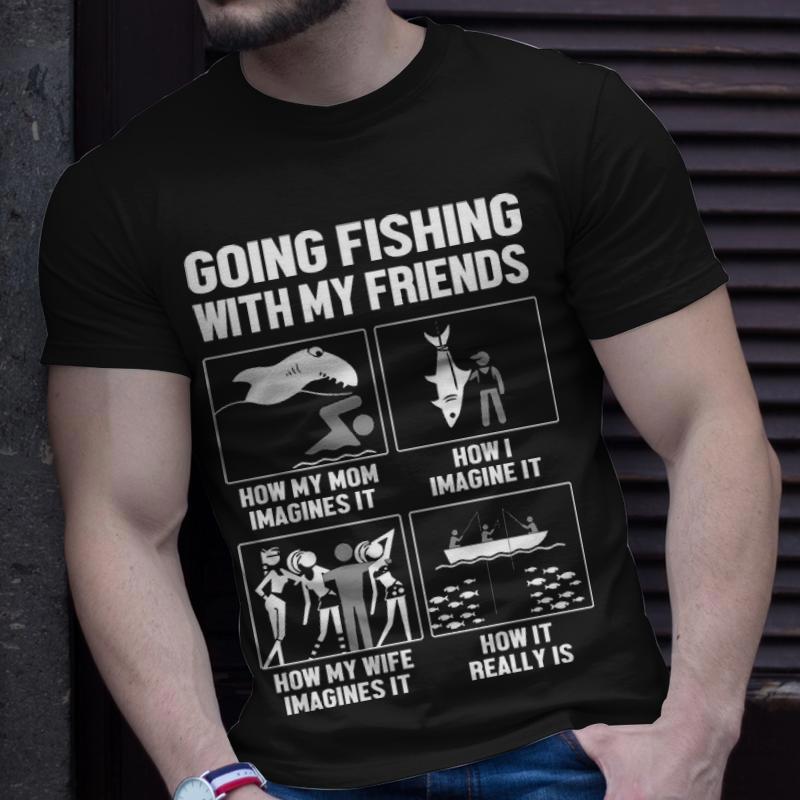 GOING FISHING
WITH MY FRIENDS
HOW MY MOM
IMAGINES IT
HOW I
IMAGINE IT
HOW MY WIFE
IMAGINES IT
HOW IT
REALLY IS